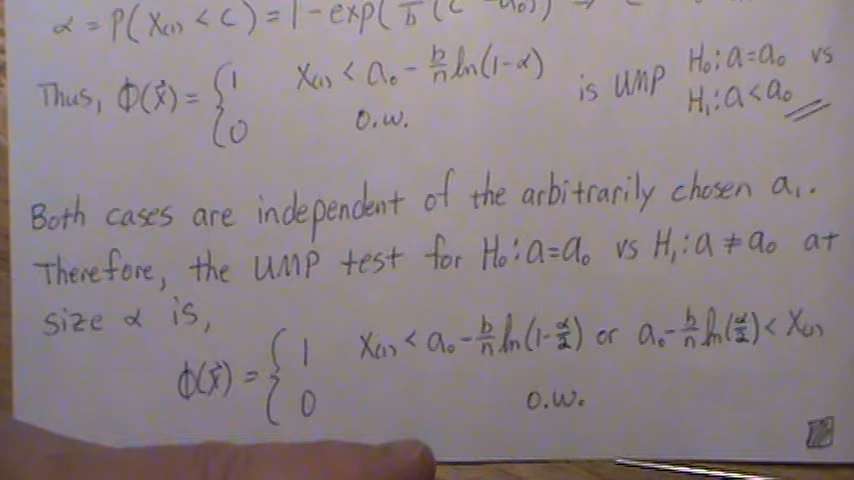 α = P(X₍₁₎ < C) = 1 - exp(n/b (C - a₀)) ⇒
Thus, ϕ(x⃗) = { 1 X₍₁₎ < a₀ - b/n ln(1-α) is UMP H₀: a = a₀ vs
0 o.w. H₁: a < a₀
Both cases are independent of the arbitrarily chosen a₁.
Therefore, the UMP test for H₀: a = a₀ vs H₁: a ≠ a₀ at
size α is,
ϕ(x⃗) = { 1 X₍₁₎ < a₀ - b/n ln(1-α/2) or a₀ - b/n ln(α/2) < X₍₁₎
0 o.w.